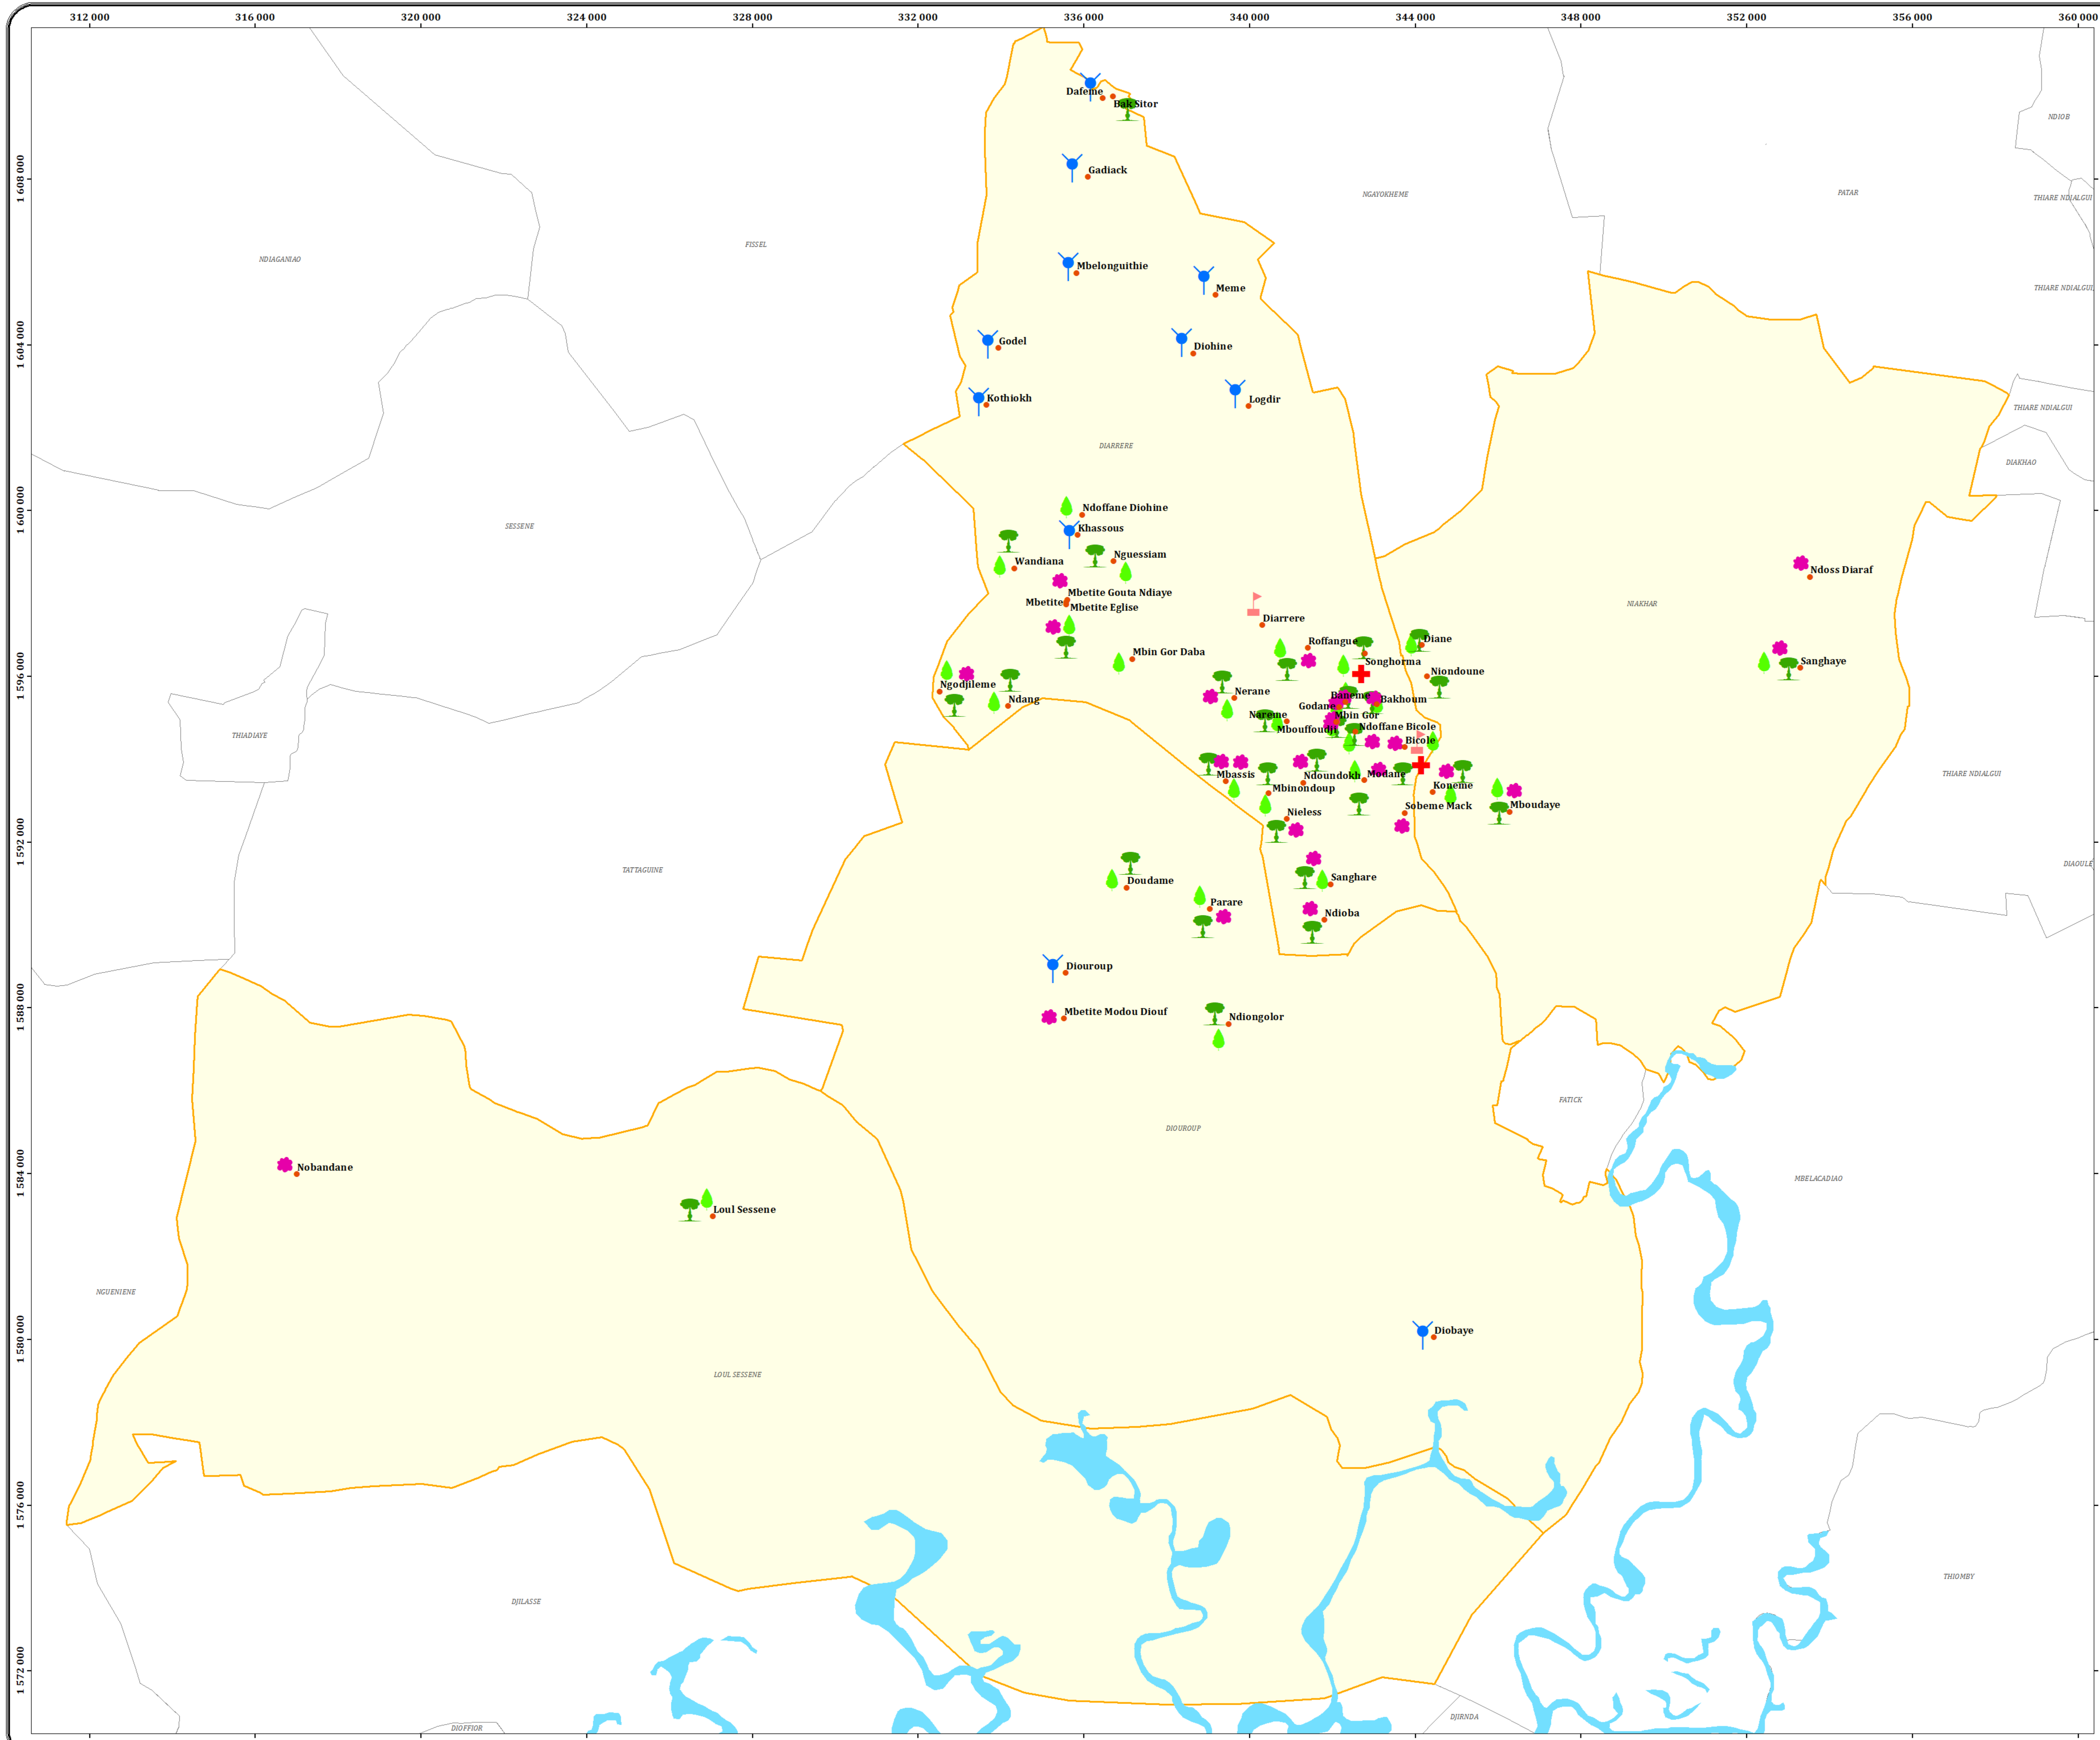 312 000 316 000 320 000 324 000 328 000 332 000 336 000 340 000 344 000 348 000 352 000 356 000 360 000
Dafeme
Bak Sitor
NDIOB
1 608 000
Gadiack
NGAYOKHEME
PATAR
THIARE NDIALGUI
FISSEL
NDIAGANIAO
Mbelonguithie
Meme
THIARE NDIALGUI
1 604 000
Godel
Diohine
Kothiokh
Logdir
THIARE NDIALGUI
DIARRERE
DIAKHAO
1 600 000
Ndoffane Diohine
SESSENE
Khassous
Nguessiam
Wandiana
Ndoss Diaraf
Mbetite Gouta Ndiaye
Mbetite
Mbetite Eglise
NIAKHAR
Diarrere
Roffangue
Diane
Mbin Gor Daba
Songhorma
Sanghaye
1 596 000
Niondoune
Ngodjileme
Nerane
Baneme
Bakhoum
Ndang
Godane
Nareme
Mbin Gor
Mbouffoudji
Ndoffane Bicole
THIADIAYE
Bicole
Mbassis
Ndoundokh
Modane
THIARE NDIALGUI
Mbinondoup
Koneme
Sobeme Mack
Mboudaye
Nieless
1 592 000
DIAOULE
TATTAGUINE
Doudame
Sanghare
Parare
Ndioba
Diouroup
1 588 000
Mbetite Modou Diouf
Ndiongolor
FATICK
DIOUROUP
1 584 000
Nobandane
MBELACADIAO
Loul Sessene
NGUENIENE
1 580 000
Diobaye
LOUL SESSENE
1 576 000
THIOMBY
DJILASSE
1 572 000
DIOFFIOR
DJIRNDA